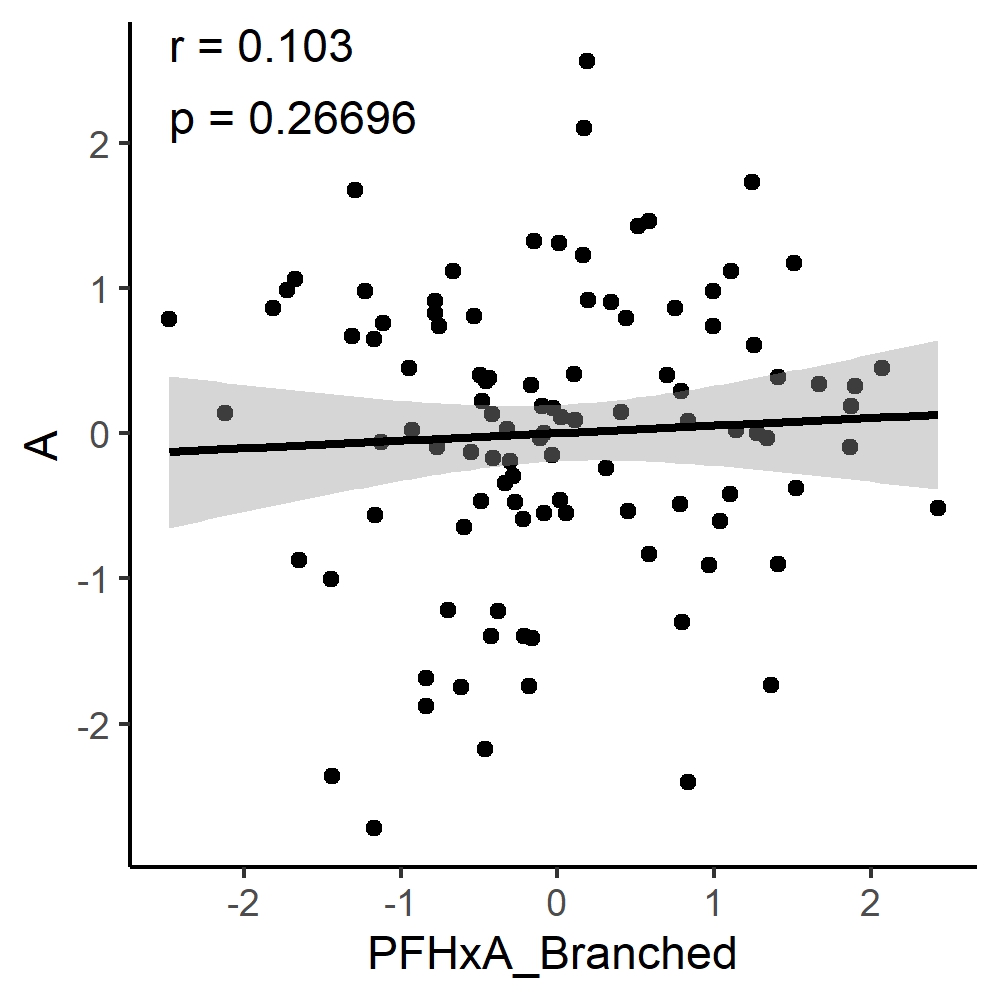 r = 0.103
p = 0.26696
2
1
0
-1
-2
A
-2 -1 0 1 2
PFHxA_Branched